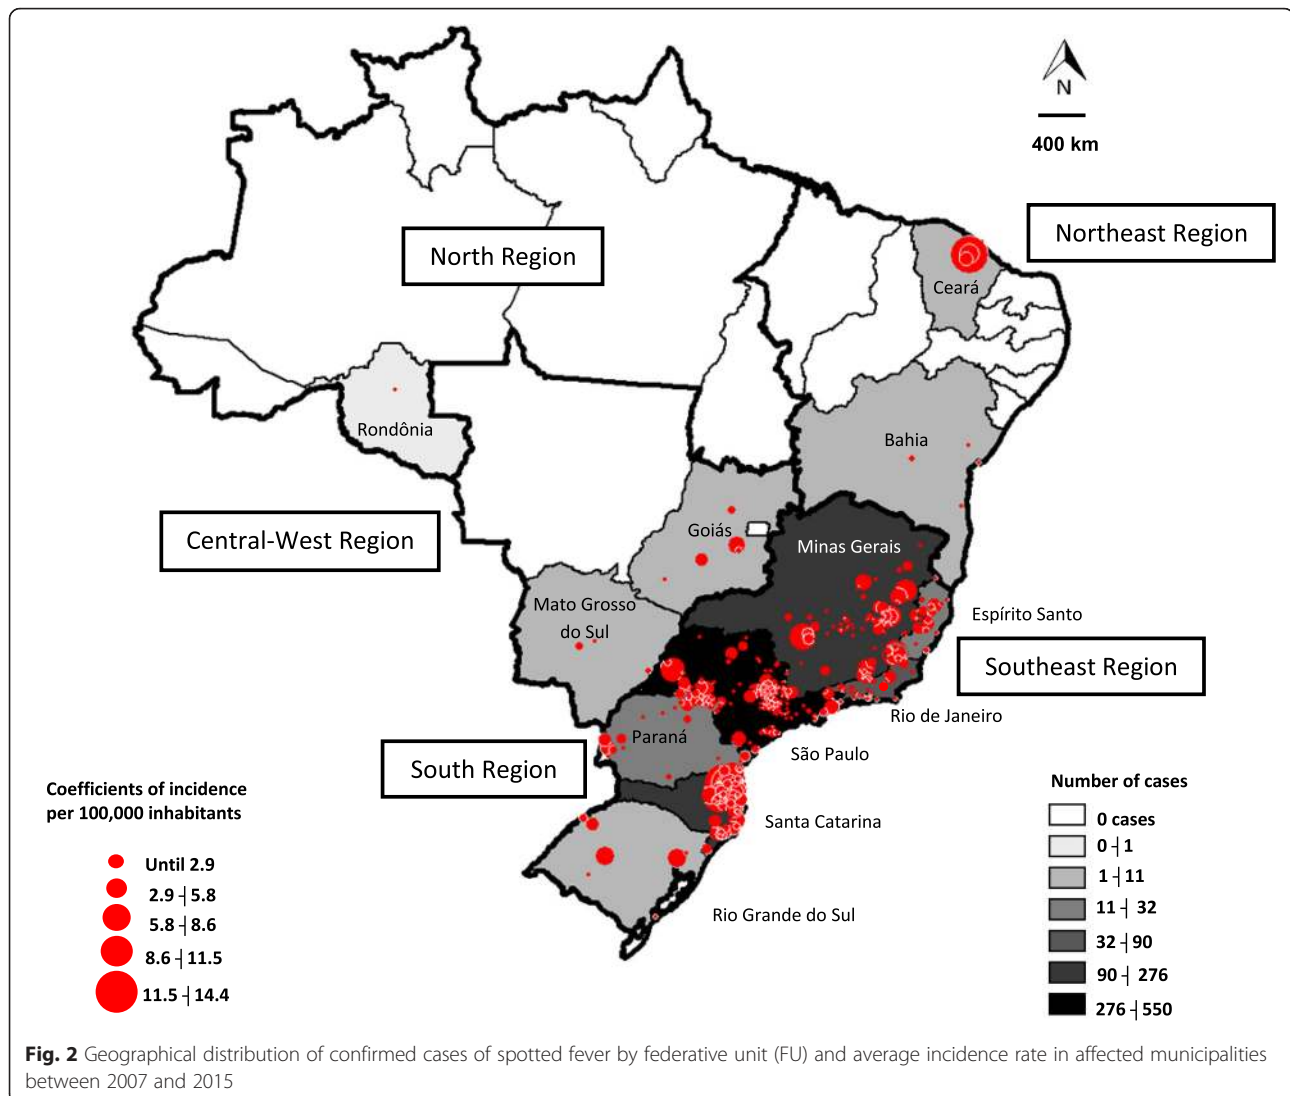 N
400 km
Northeast Region
North Region
Ceará
Rondônia
Bahia
Central-West Region
Goiás
Minas Gerais
Mato Grosso
do Sul
Espírito Santo
Southeast Region
Rio de Janeiro
Paraná
São Paulo
South Region
Santa Catarina
Rio Grande do Sul
Coefficients of incidence
per 100,000 inhabitants
Until 2.9
2.9 ┤5.8
5.8 ┤8.6
8.6 ┤11.5
11.5 ┤14.4
Number of cases
0 cases
0 ┤1
1 ┤11
11 ┤ 32
32 ┤90
90 ┤ 276
276 ┤550
Fig. 2 Geographical distribution of confirmed cases of spotted fever by federative unit (FU) and average incidence rate in affected municipalities
between 2007 and 2015